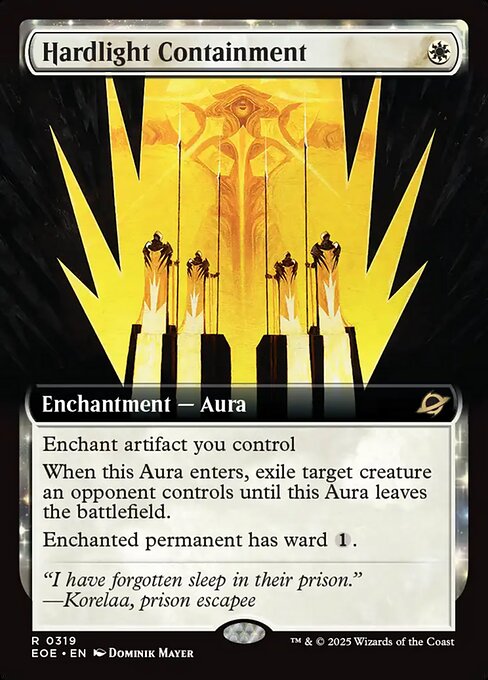 Hardlight Containment
Enchantment — Aura
Enchant artifact you control
When this Aura enters, exile target creature
an opponent controls until this Aura leaves
the battlefield.
Enchanted permanent has ward 1.
“I have forgotten sleep in their prison.”
—Korelaa, prison escapee
R 0319
EOE • EN Dominik Mayer
™ & © 2025 Wizards of the Coast